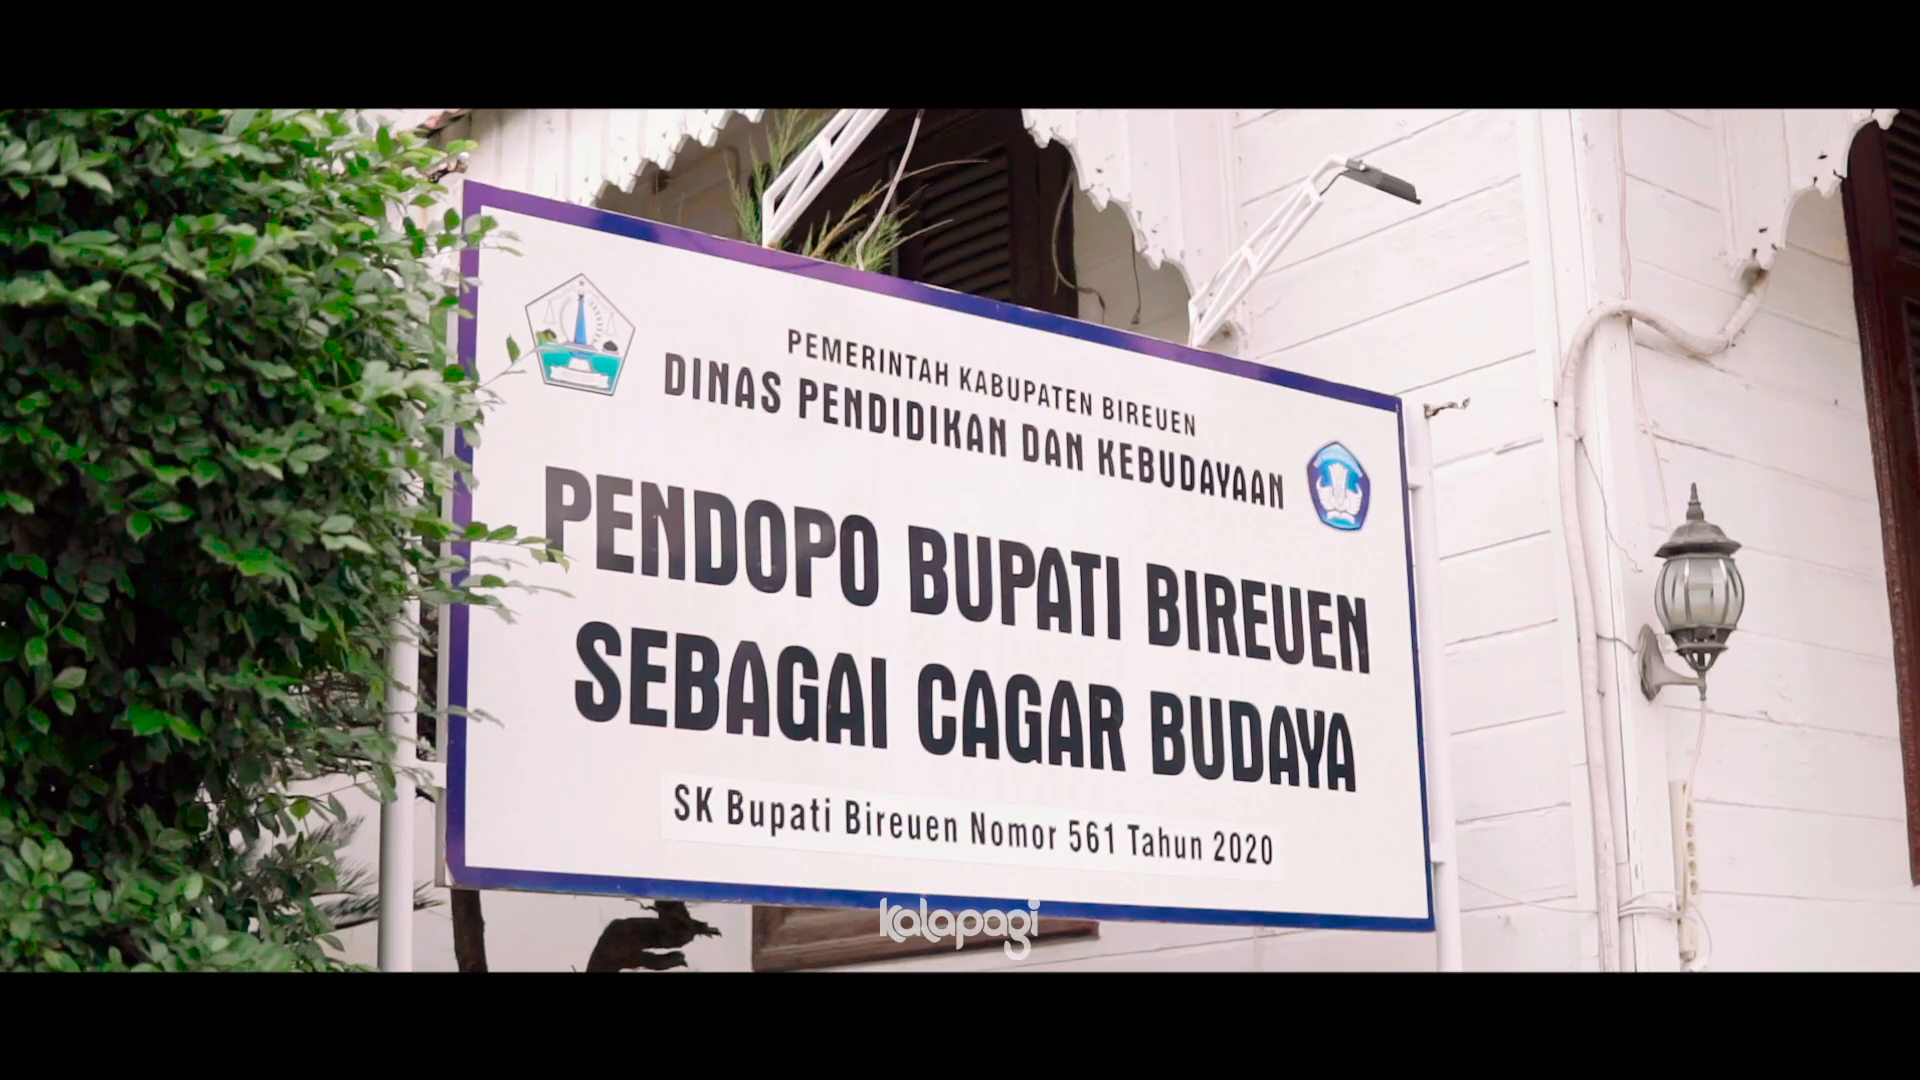 PEMERINTAH KABUPATEN BIREUEN
DINAS PENDIDIKAN DAN KEBUDAYAAN
PENDOPO BUPATI BIREUEN
SEBAGAI CAGAR BUDAYA
SK Bupati Bireuen Nomor 561 Tahun 2020
kalapagi